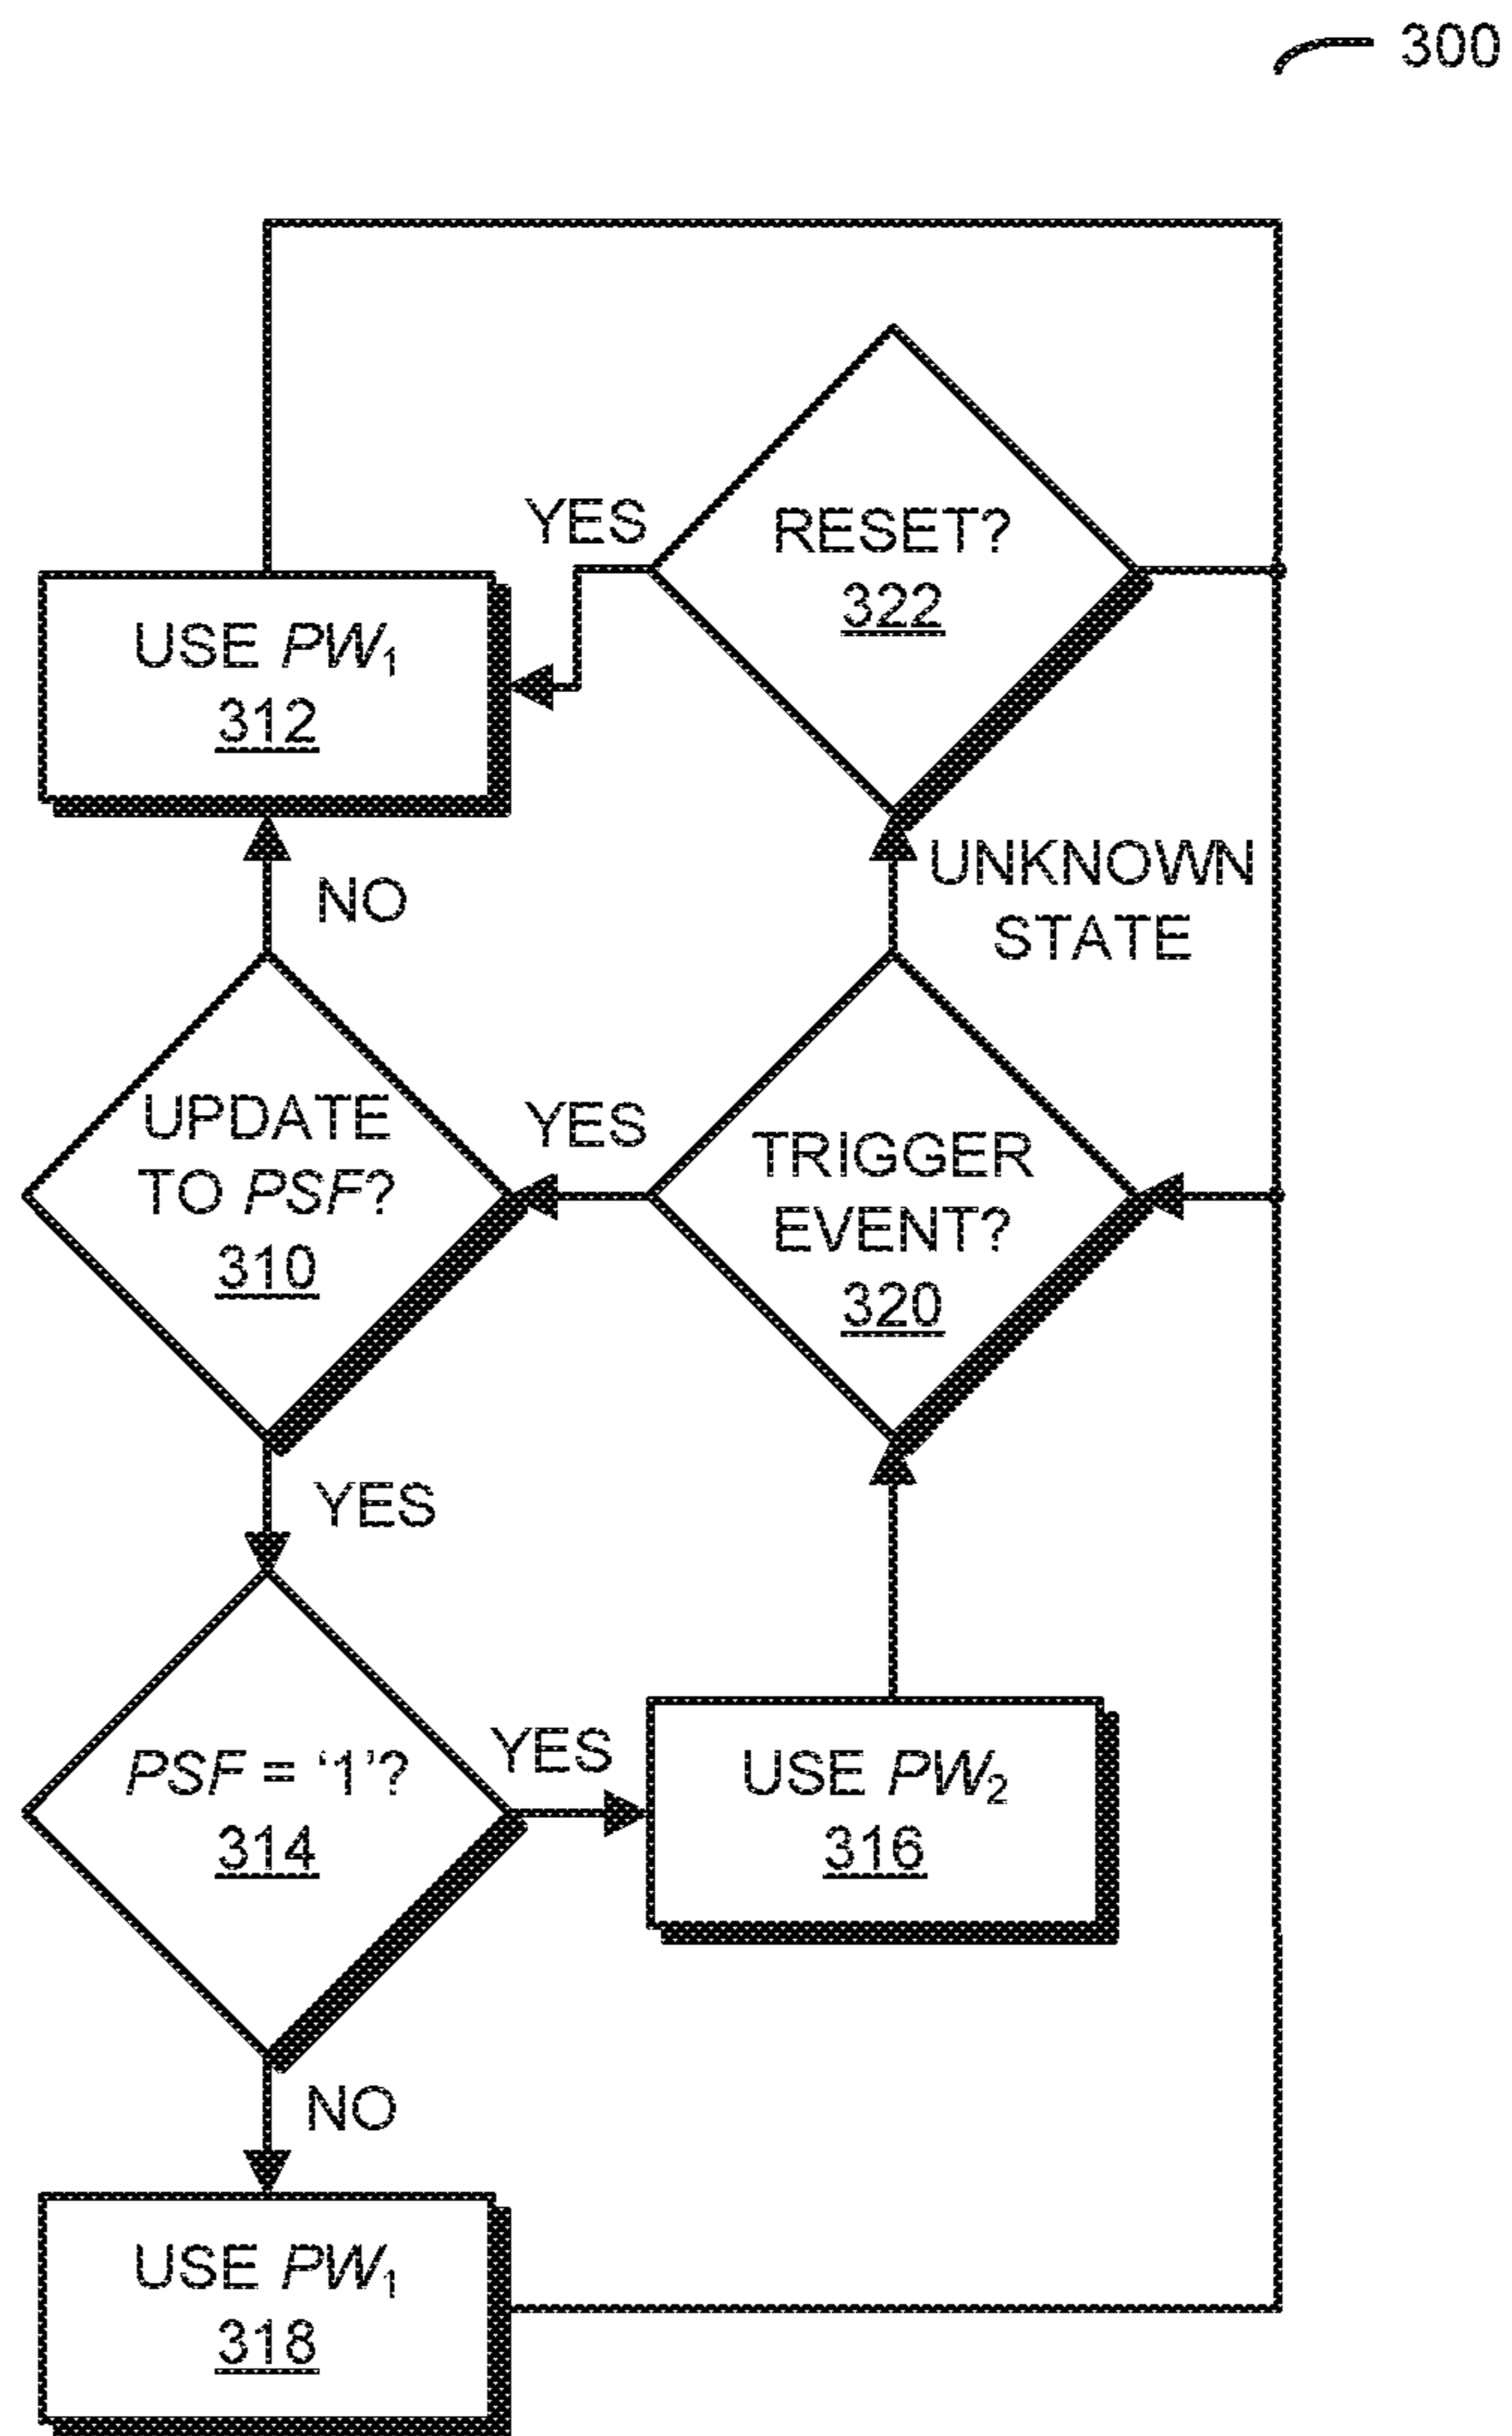 300
YES
RESET?
322
USE PW₁
312
NO
UNKNOWN
STATE
UPDATE
TO PSF?
310
YES
TRIGGER
EVENT?
320
YES
PSF = ‘1’?
314
YES
USE PW₂
316
NO
USE PW₁
318